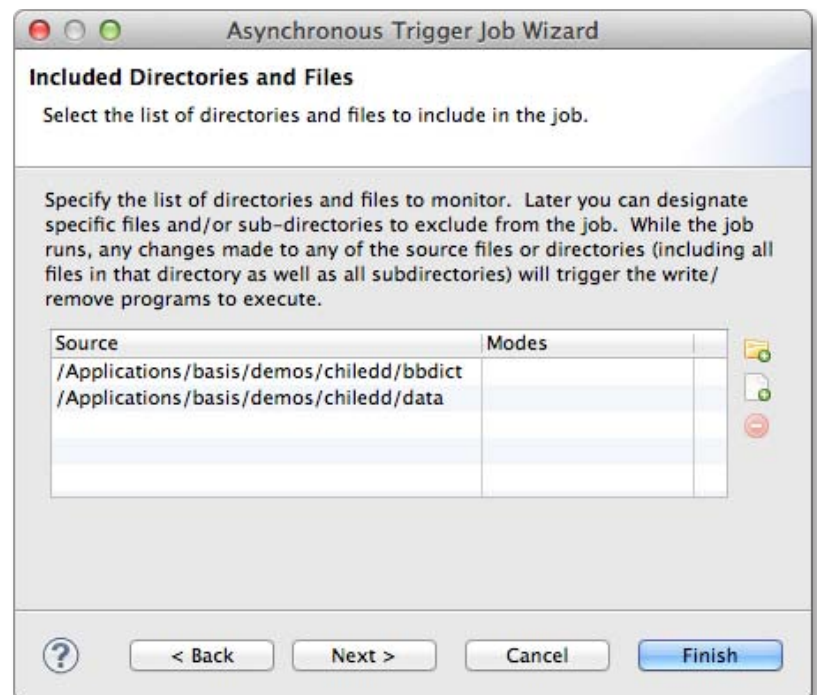 Asynchronous Trigger Job Wizard
Included Directories and Files
Select the list of directories and files to include in the job.
Specify the list of directories and files to monitor.  Later you can designate
specific files and/or sub-directories to exclude from the job.  While the job
runs, any changes made to any of the source files or directories (including all
files in that directory as well as all subdirectories) will trigger the write/
remove programs to execute.
Source Modes
/Applications/basis/demos/chiledd/bbdict
/Applications/basis/demos/chiledd/data
? < Back Next > Cancel Finish